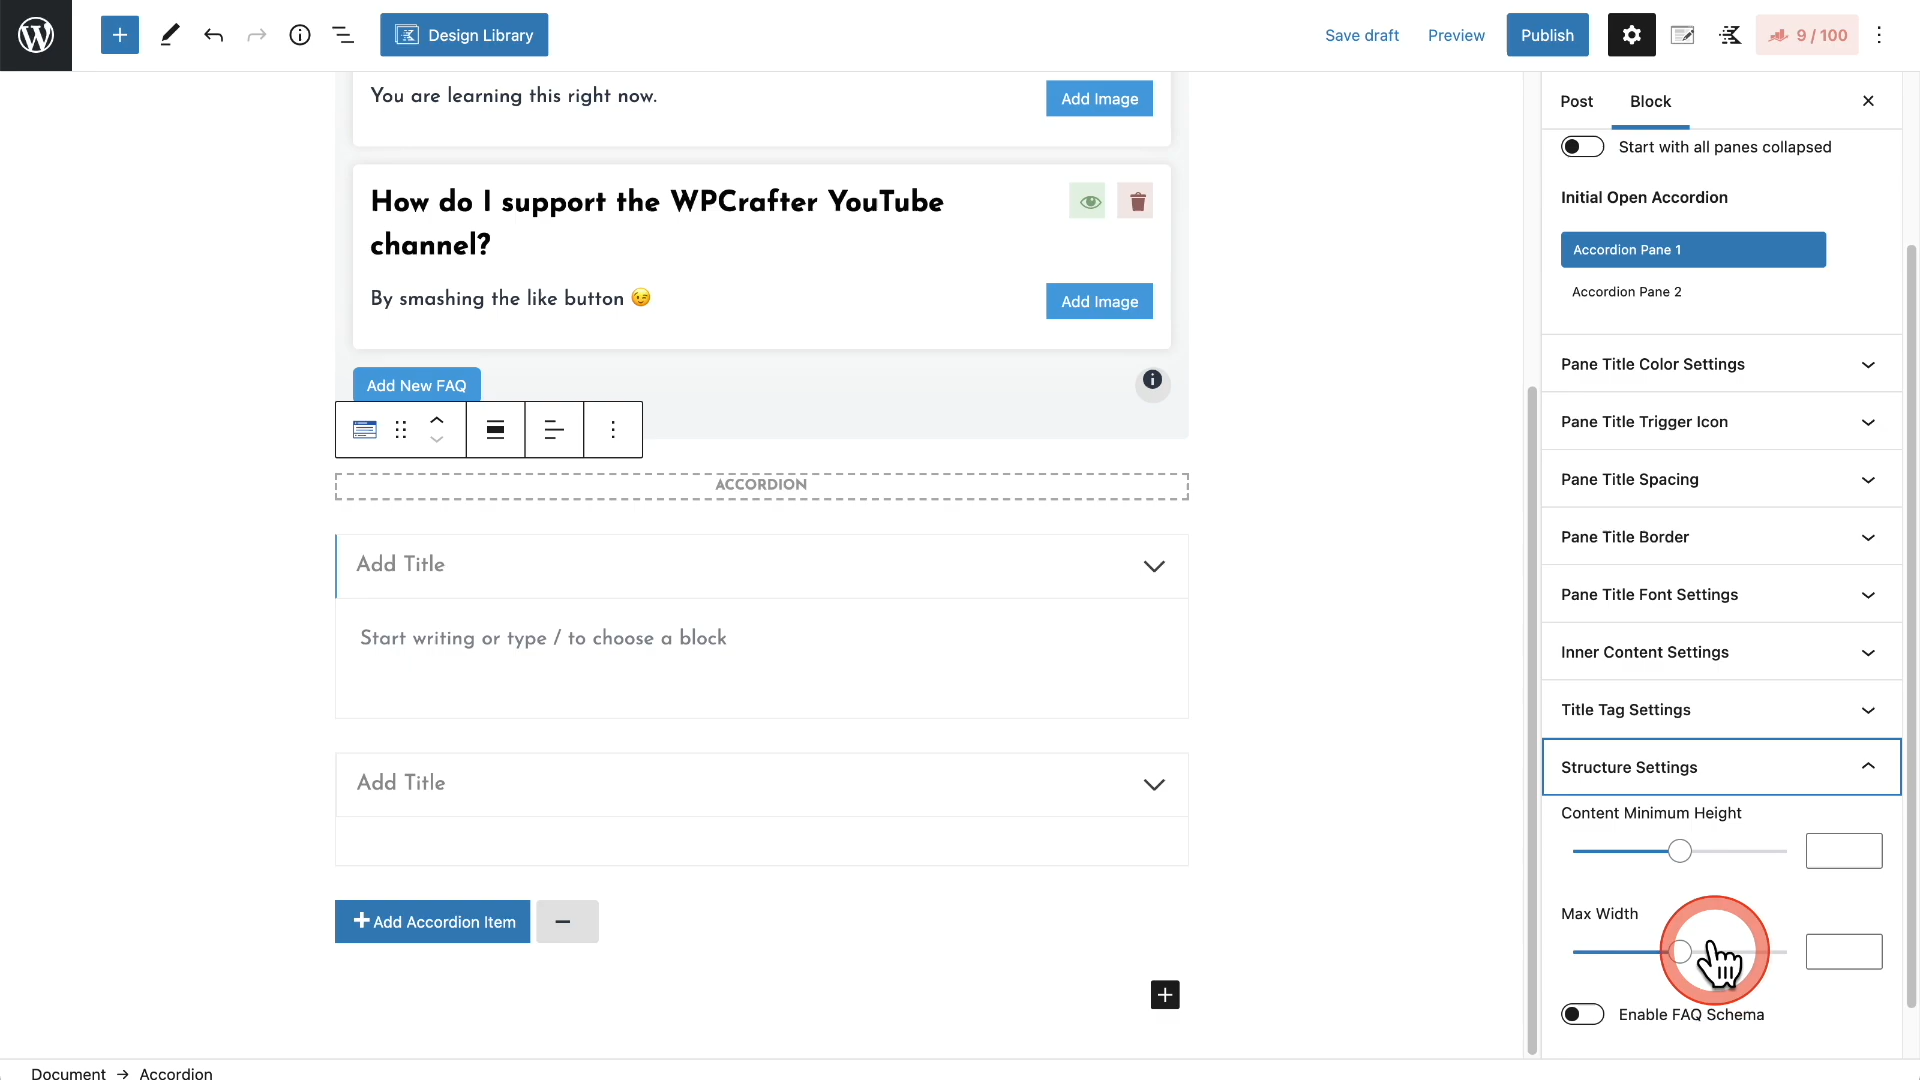 Design Library
Save draft
Preview
Publish
9 / 100
You are learning this right now.
Add Image
How do I support the WPCrafter YouTube
channel?
By smashing the like button 😉
Add Image
Add New FAQ
ACCORDION
Add Title
Start writing or type / to choose a block
Add Title
Add Accordion Item
Post
Block
Start with all panes collapsed
Initial Open Accordion
Accordion Pane 1
Accordion Pane 2
Pane Title Color Settings
Pane Title Trigger Icon
Pane Title Spacing
Pane Title Border
Pane Title Font Settings
Inner Content Settings
Title Tag Settings
Structure Settings
Content Minimum Height
Max Width
Enable FAQ Schema
Document → Accordion